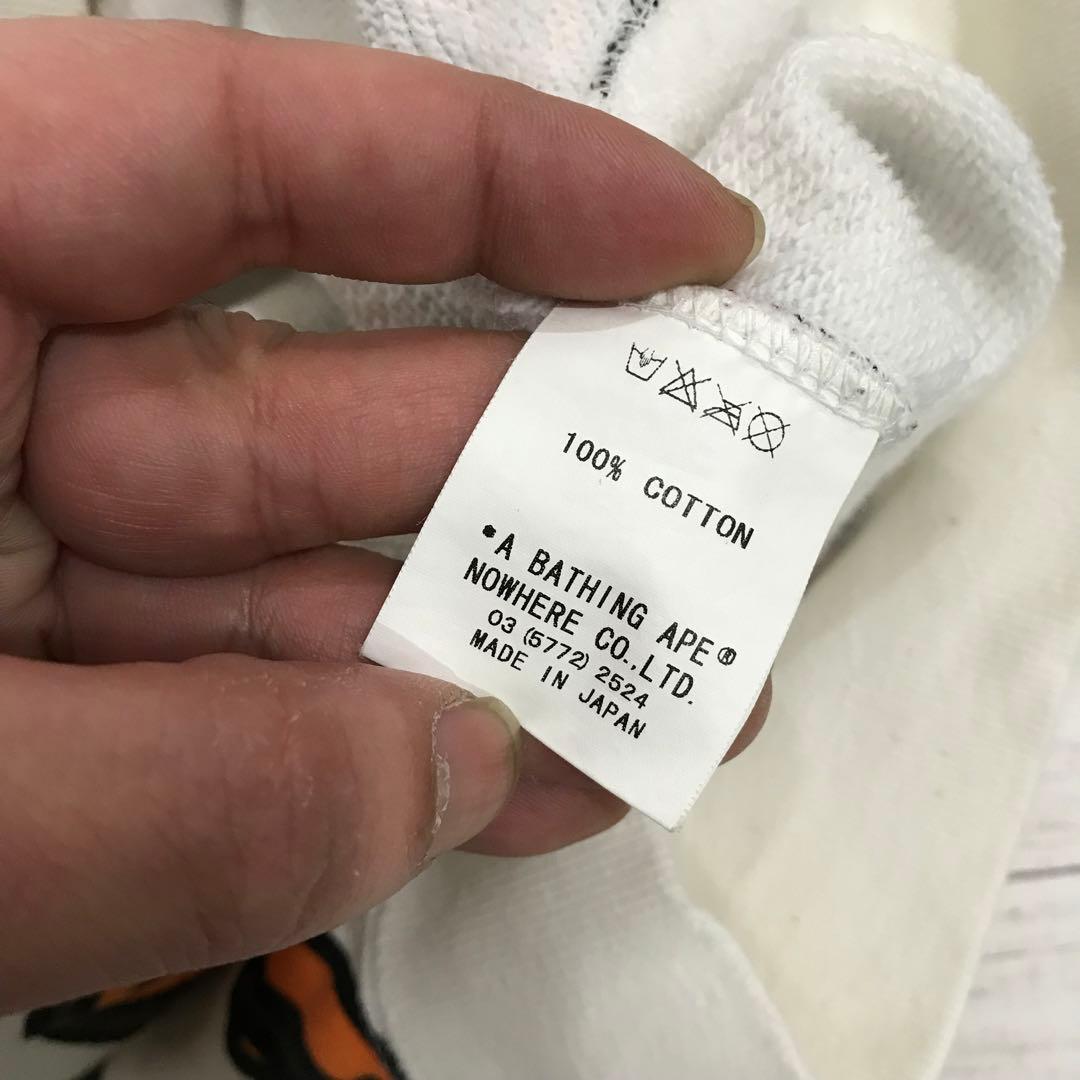 100% COTTON
•A BATHING APE®
NOWHERE CO.,LTD.
03 (5772) 2524
MADE IN JAPAN